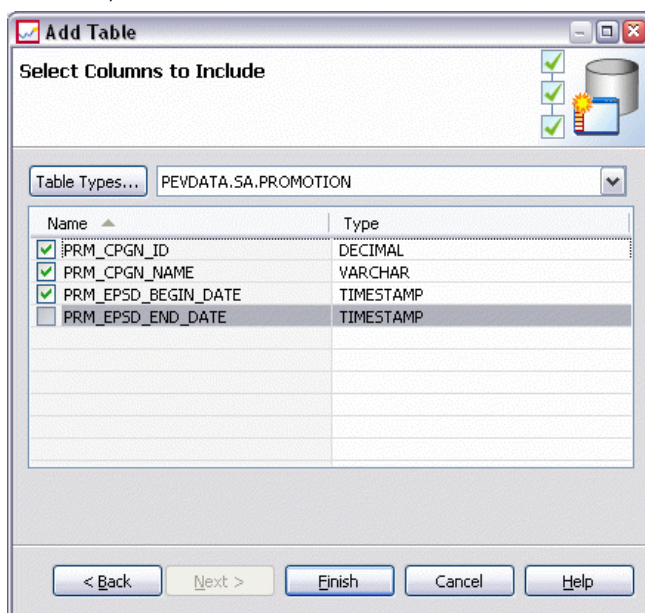 Add Table
Select Columns to Include
Table Types... PEVDATA.SA.PROMOTION
Name Type
PRM_CPGN_ID DECIMAL
PRM_CPGN_NAME VARCHAR
PRM_EPSD_BEGIN_DATE TIMESTAMP
PRM_EPSD_END_DATE TIMESTAMP
< Back Next > Finish Cancel Help